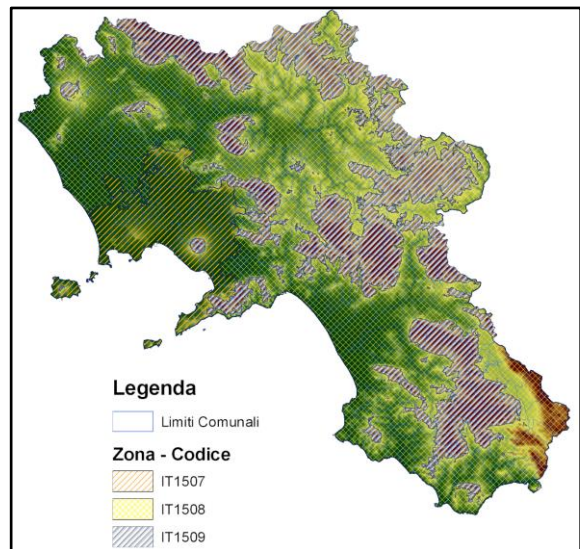 Legenda
Limiti Comunali
Zona - Codice
IT1507
IT1508
IT1509